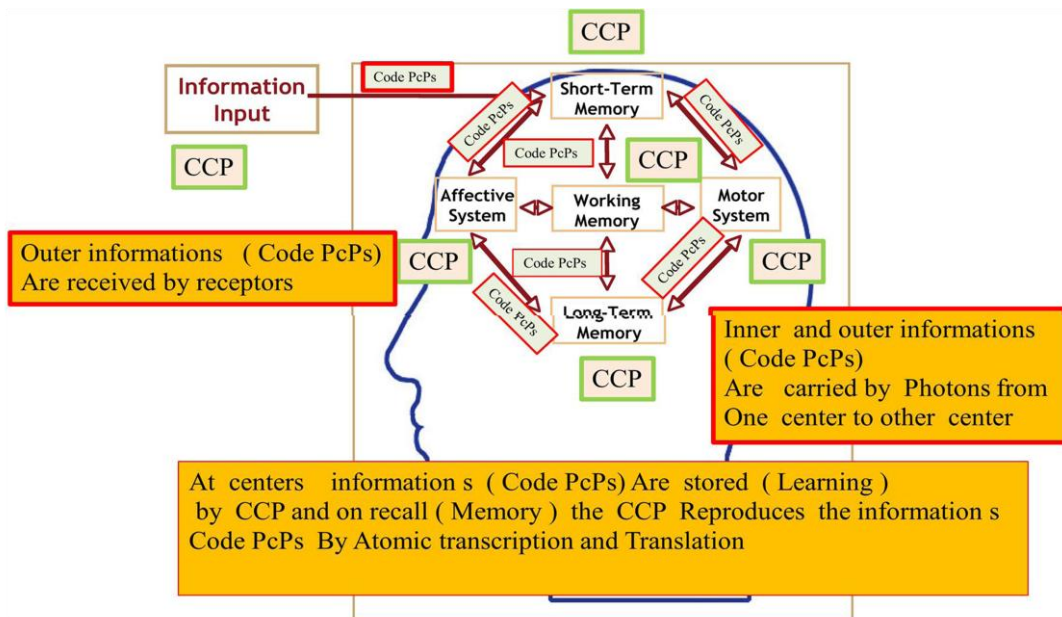 CCP
Code PcPs
Information
Input
Short-Term
Memory
Code PcPs
Code PcPs
Code PcPs
CCP
CCP
Affective
System
Working
Memory
Motor
System
Outer informations ( Code PcPs)
Are received by receptors
CCP
Code PcPs
Code PcPs
CCP
Code PcPs
Long-Term
Memory
CCP
Inner and outer informations
( Code PcPs)
Are carried by Photons from
One center to other center
At centers information s ( Code PcPs) Are stored ( Learning )
by CCP and on recall ( Memory ) the CCP Reproduces the information s
Code PcPs By Atomic transcription and Translation